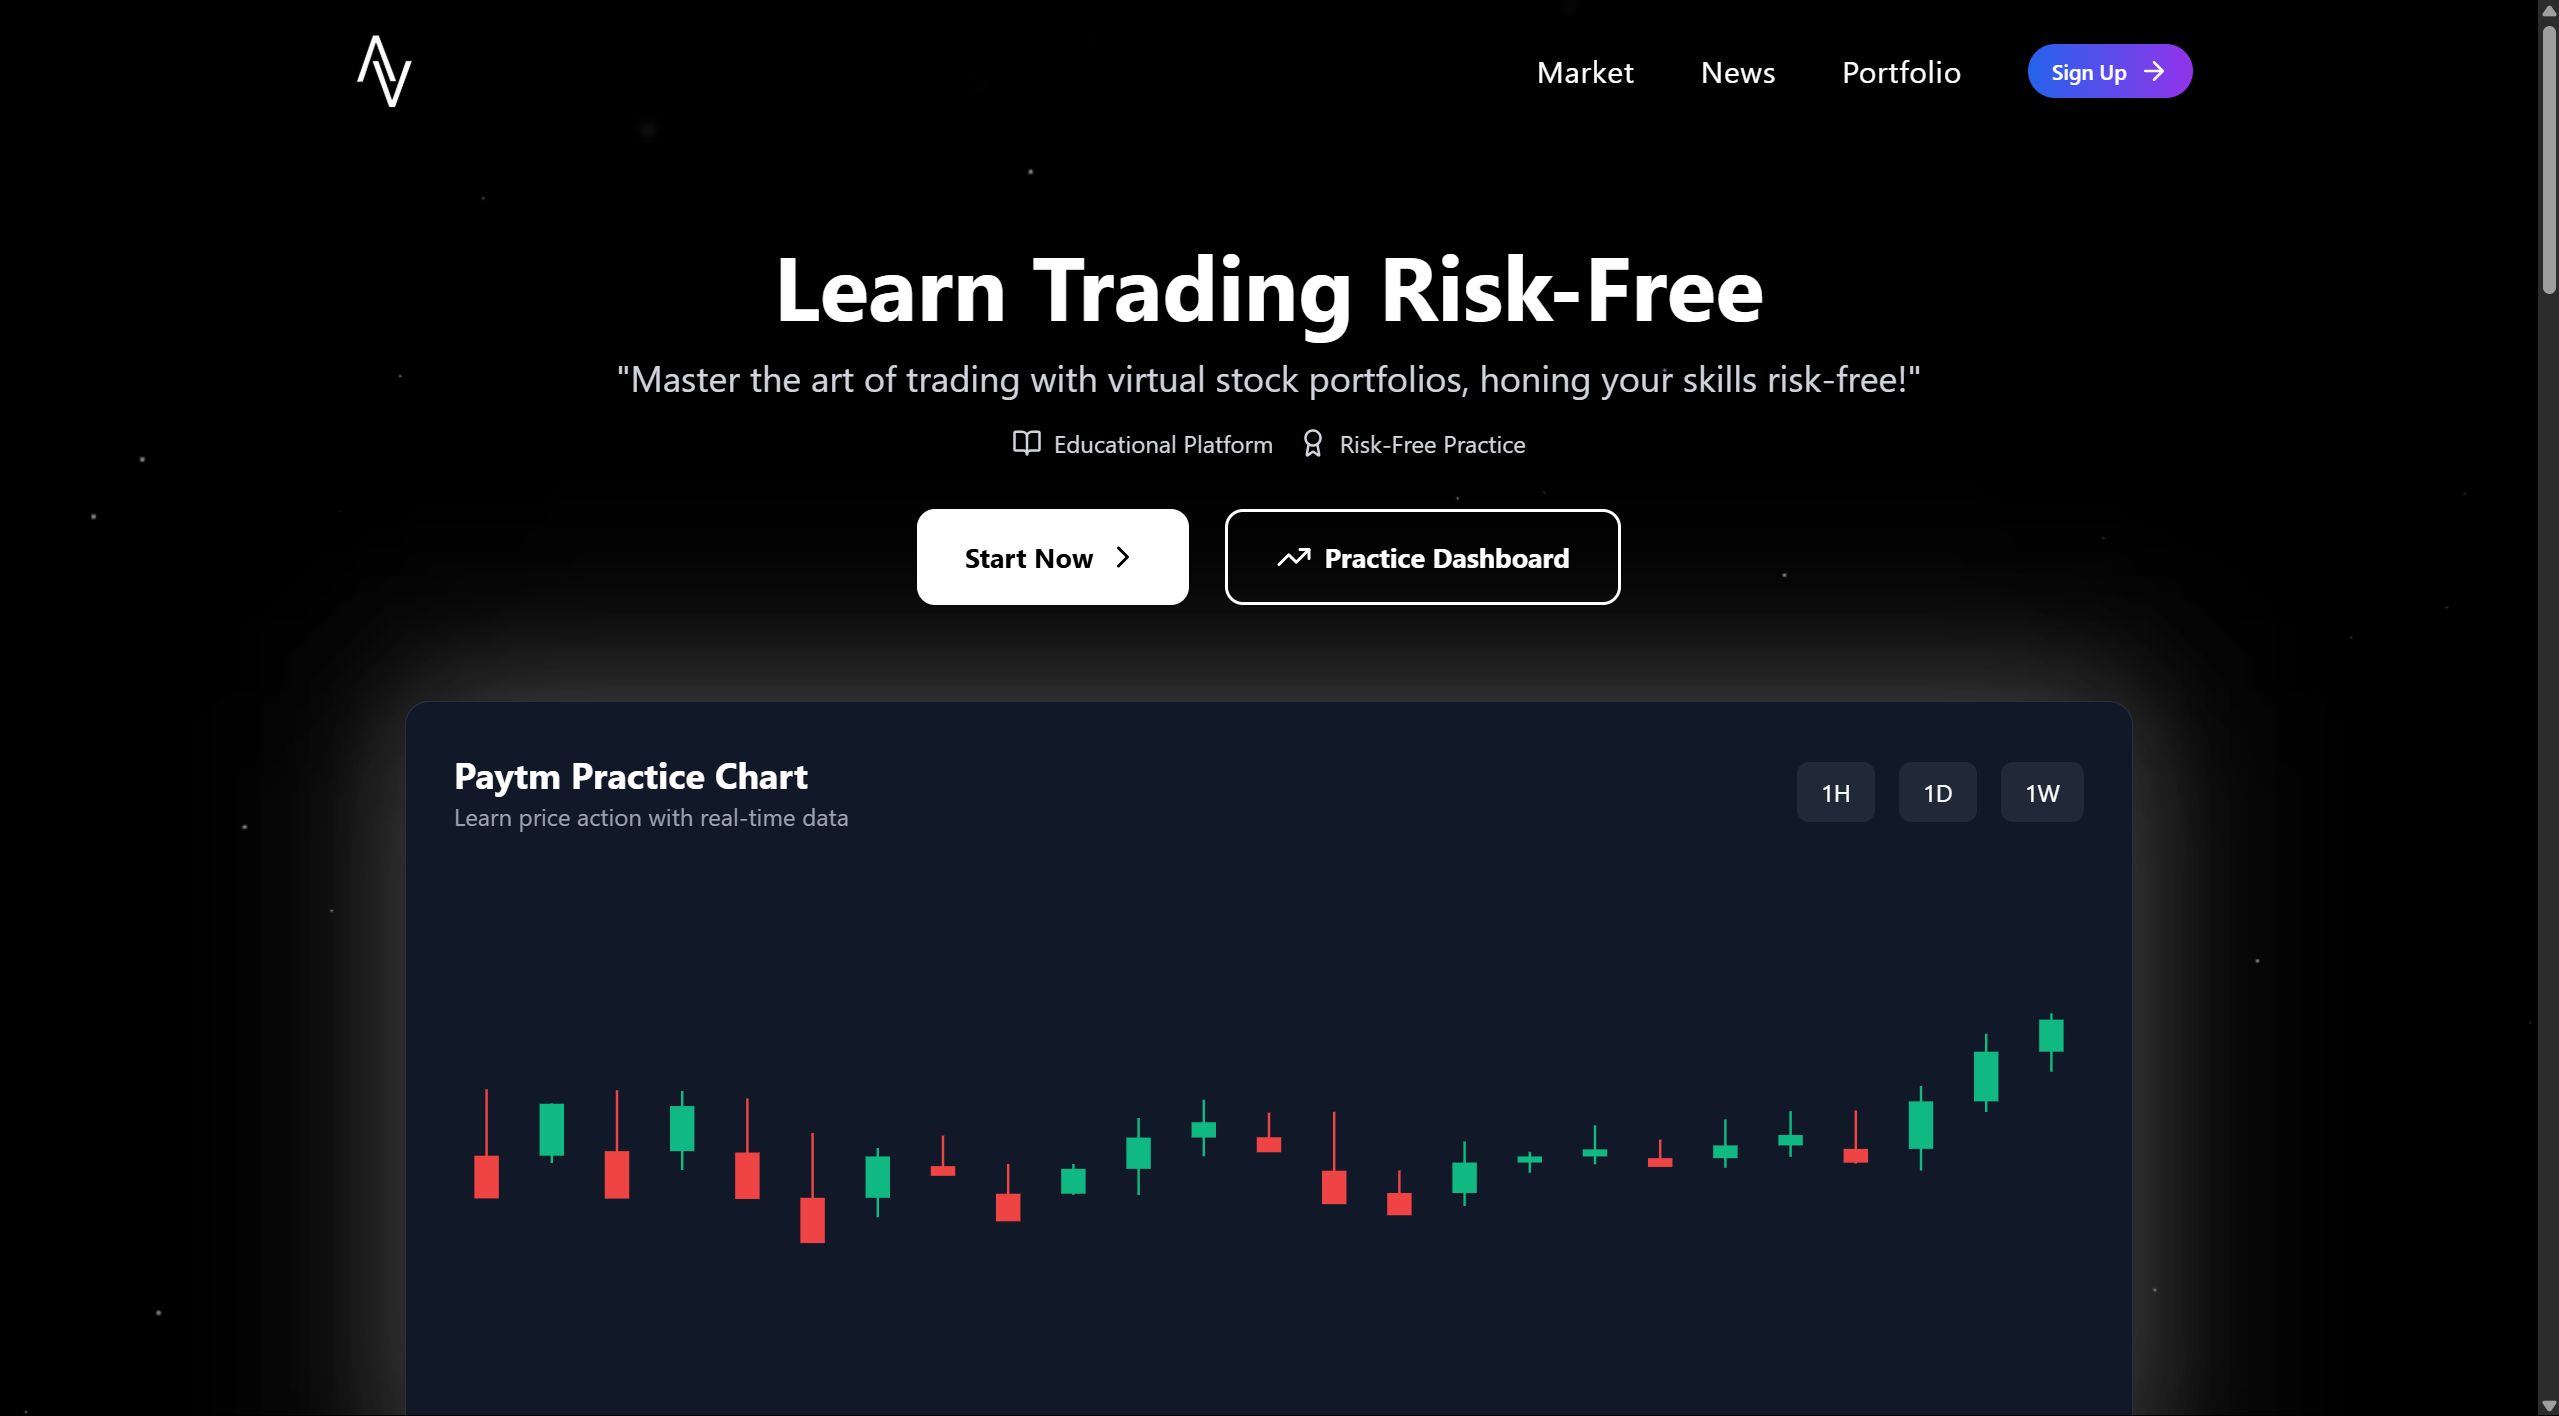 Market News Portfolio Sign Up
Learn Trading Risk-Free
"Master the art of trading with virtual stock portfolios, honing your skills risk-free!"
Educational Platform Risk-Free Practice
Start Now Practice Dashboard
Paytm Practice Chart
Learn price action with real-time data
1H 1D 1W